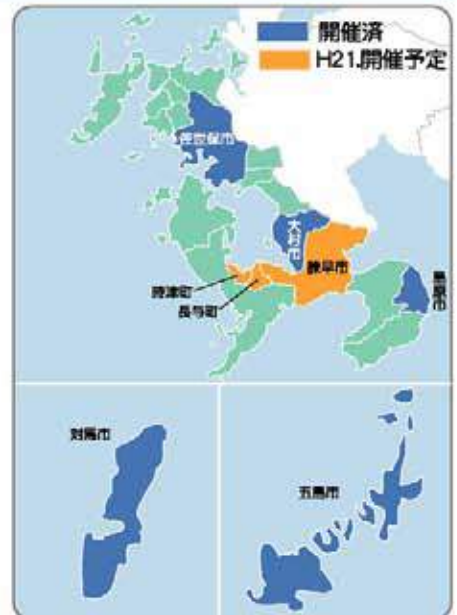 開催済
H21.開催予定
佐世保市
大村市
諫早市
島原市
時津町
長与町
対馬市
五島市